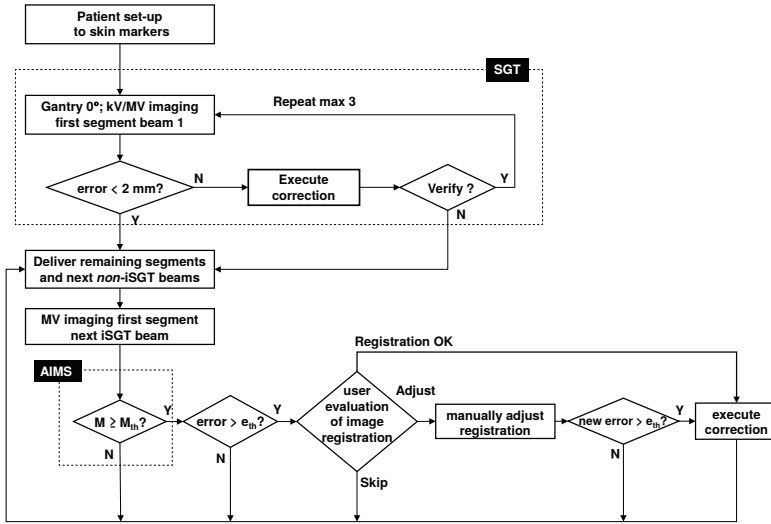 Patient set-up
to skin markers
SGT
Gantry 0º; kV/MV imaging
first segment beam 1
Repeat max 3
error < 2 mm?
N
Execute
correction
Verify ?
Y
Y
N
Deliver remaining segments
and next non-iSGT beams
MV imaging first segment
next iSGT beam
Registration OK
AIMS
M ≥ Mth?
Y
N
error > eth?
Y
N
user
evaluation
of image
registration
Adjust
Skip
manually adjust
registration
new error > eth?
Y
N
execute
correction